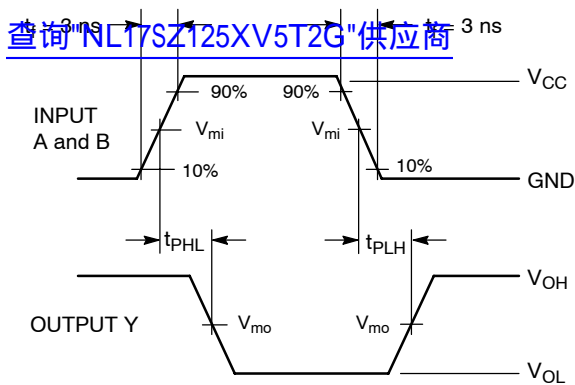 查询"NL17SZ125XV5T2G"供应商
3 ns
VCC
90%
90%
INPUT
A and B
Vmi
Vmi
10%
10%
GND
tPHL
tPLH
VOH
OUTPUT Y
Vmo
Vmo
VOL